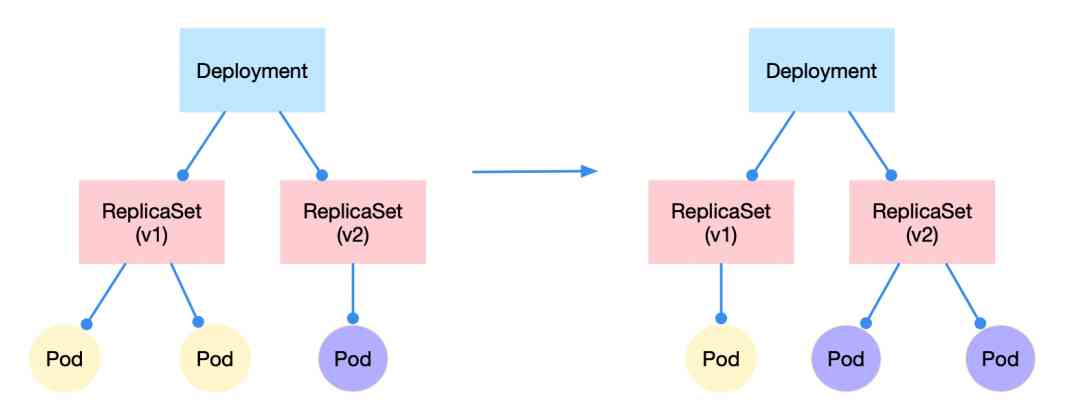 Deployment
ReplicaSet
(v1)
ReplicaSet
(v2)
Pod
Pod
Pod
Deployment
ReplicaSet
(v1)
ReplicaSet
(v2)
Pod
Pod
Pod